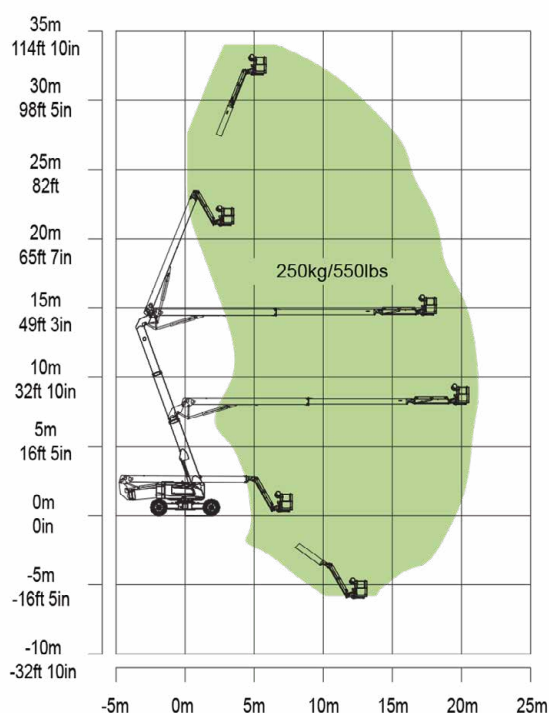 35m
114ft 10in
30m
98ft 5in
25m
82ft
20m
65ft 7in
250kg/550lbs
15m
49ft 3in
10m
32ft 10in
5m
16ft 5in
0m
0in
-5m
-16ft 5in
-10m
-32ft 10in
-5m 0m 5m 10m 15m 20m 25m